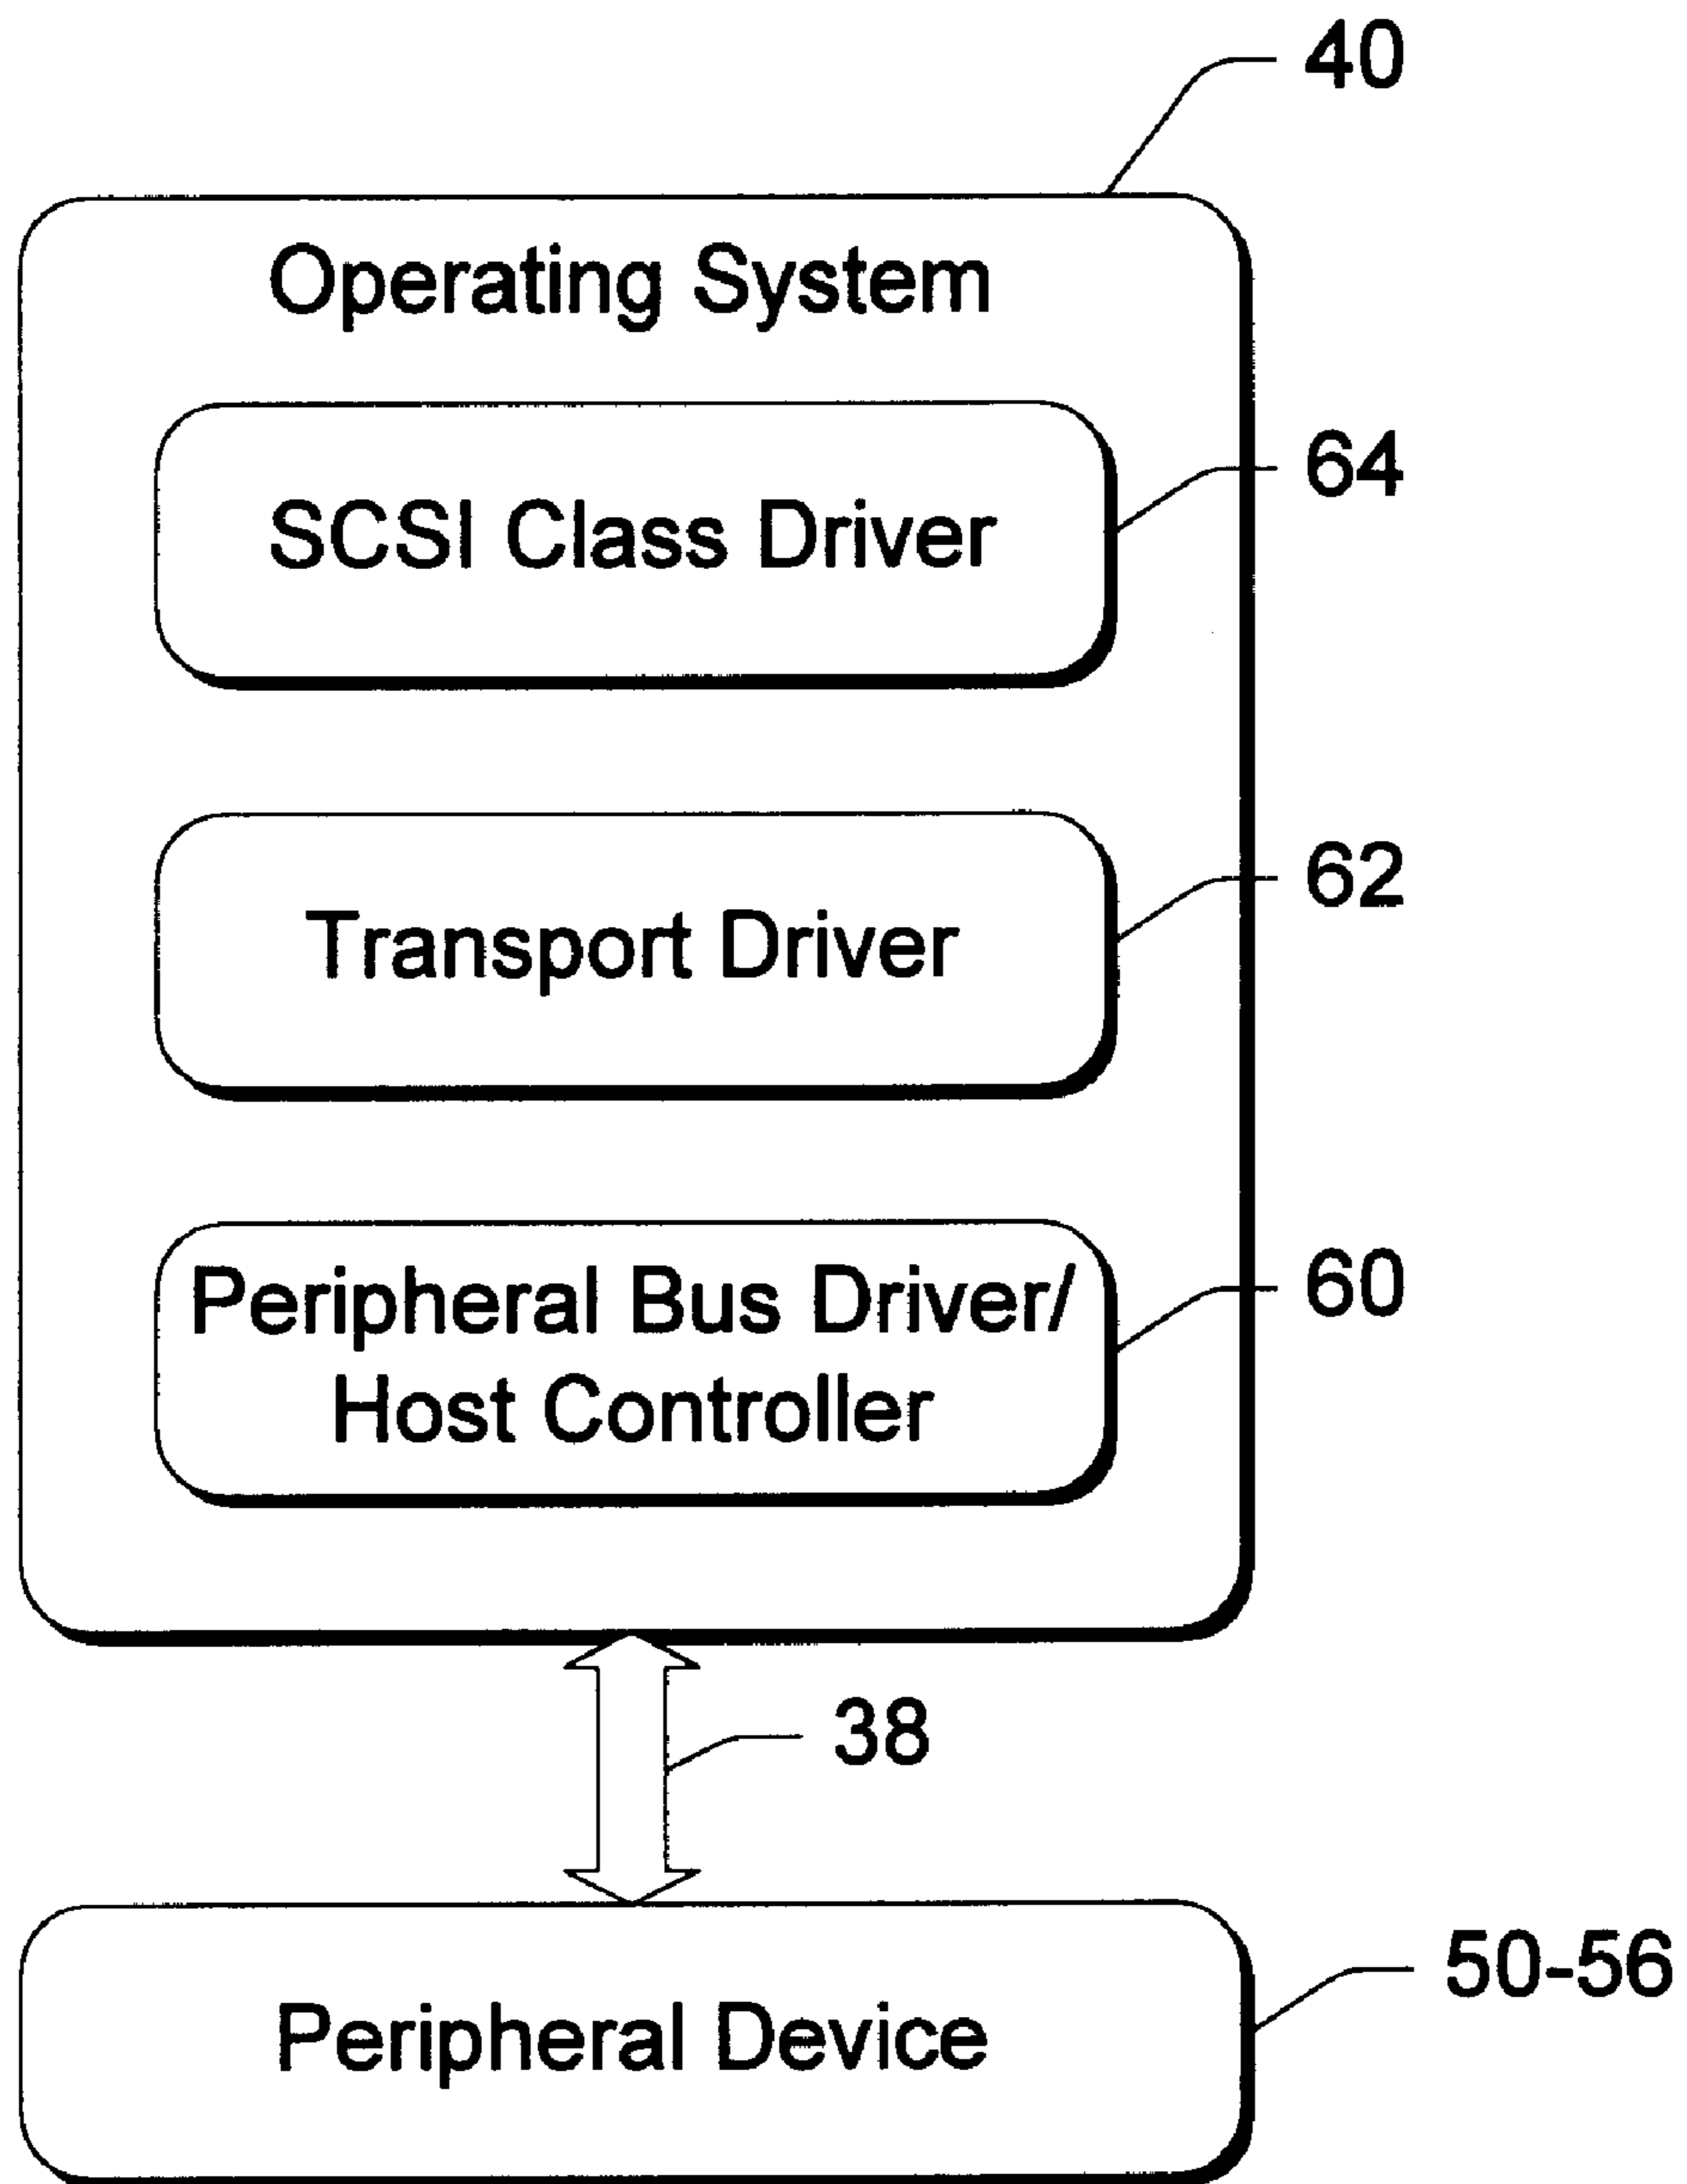 40
Operating System
64
SCSI Class Driver
62
Transport Driver
60
Peripheral Bus Driver/
Host Controller
38
50-56
Peripheral Device